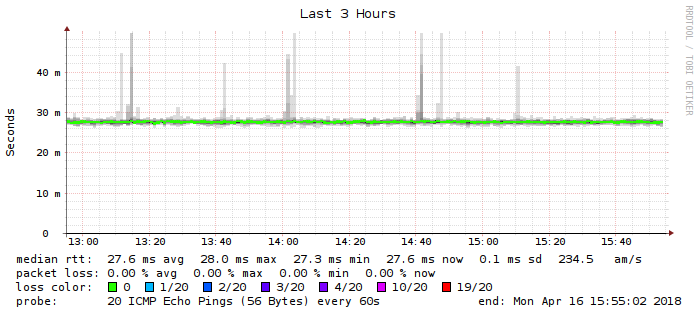 Last 3 Hours
RRDTOOL / TOBI OETIKER
Seconds
40 m
30 m
20 m
10 m
0
13:00 13:20 13:40 14:00 14:20 14:40 15:00 15:20 15:40
median rtt: 27.6 ms avg 28.0 ms max 27.3 ms min 27.6 ms now 0.1 ms sd 234.5 am/s
packet loss: 0.00 % avg 0.00 % max 0.00 % min 0.00 % now
loss color: 0 1/20 2/20 3/20 4/20 10/20 19/20
probe: 20 ICMP Echo Pings (56 Bytes) every 60s end: Mon Apr 16 15:55:02 2018